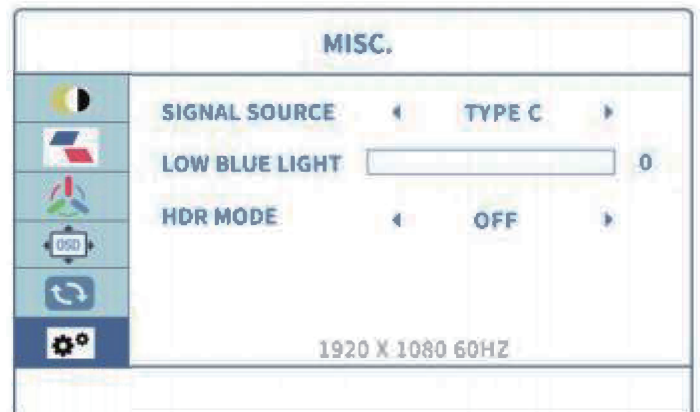 MISC.
SIGNAL SOURCE TYPE C
LOW BLUE LIGHT 0
HDR MODE OFF
OSD
1920 X 1080 60HZ